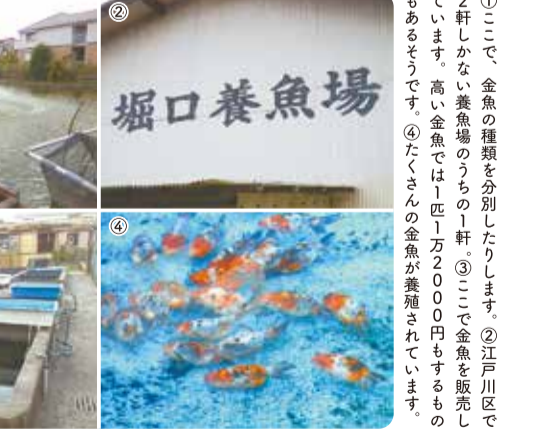 ①ここで、金魚の種類を分別したりします。②江戸川区で
2軒しかない養魚場のうちの1軒。③ここで金魚を販売し
ています。高い金魚では1匹1万2000円もするもの
もあるそうです。④たくさんの金魚が養殖されています。
②
堀口養魚場
④